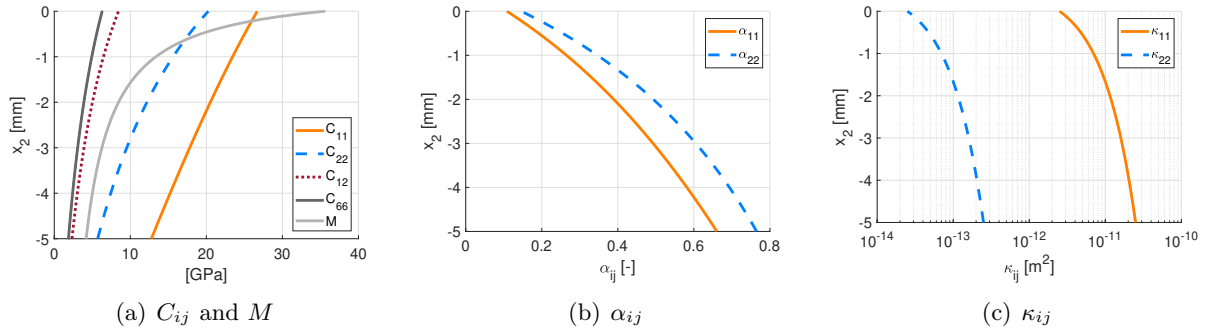 0
-1
-2
-3
-4
-5
x₂ [mm]
0 10 20 30 40
[GPa]
C₁₁
C₂₂
C₁₂
C₆₆
M
(a) Cᵢⱼ and M
0
-1
-2
-3
-4
-5
x₂ [mm]
0 0.2 0.4 0.6 0.8
αᵢⱼ [-]
α₁₁
α₂₂
(b) αᵢⱼ
0
-1
-2
-3
-4
-5
x₂ [mm]
10⁻¹⁴ 10⁻¹³ 10⁻¹² 10⁻¹¹ 10⁻¹⁰
κᵢⱼ [m²]
κ₁₁
κ₂₂
(c) κᵢⱼ